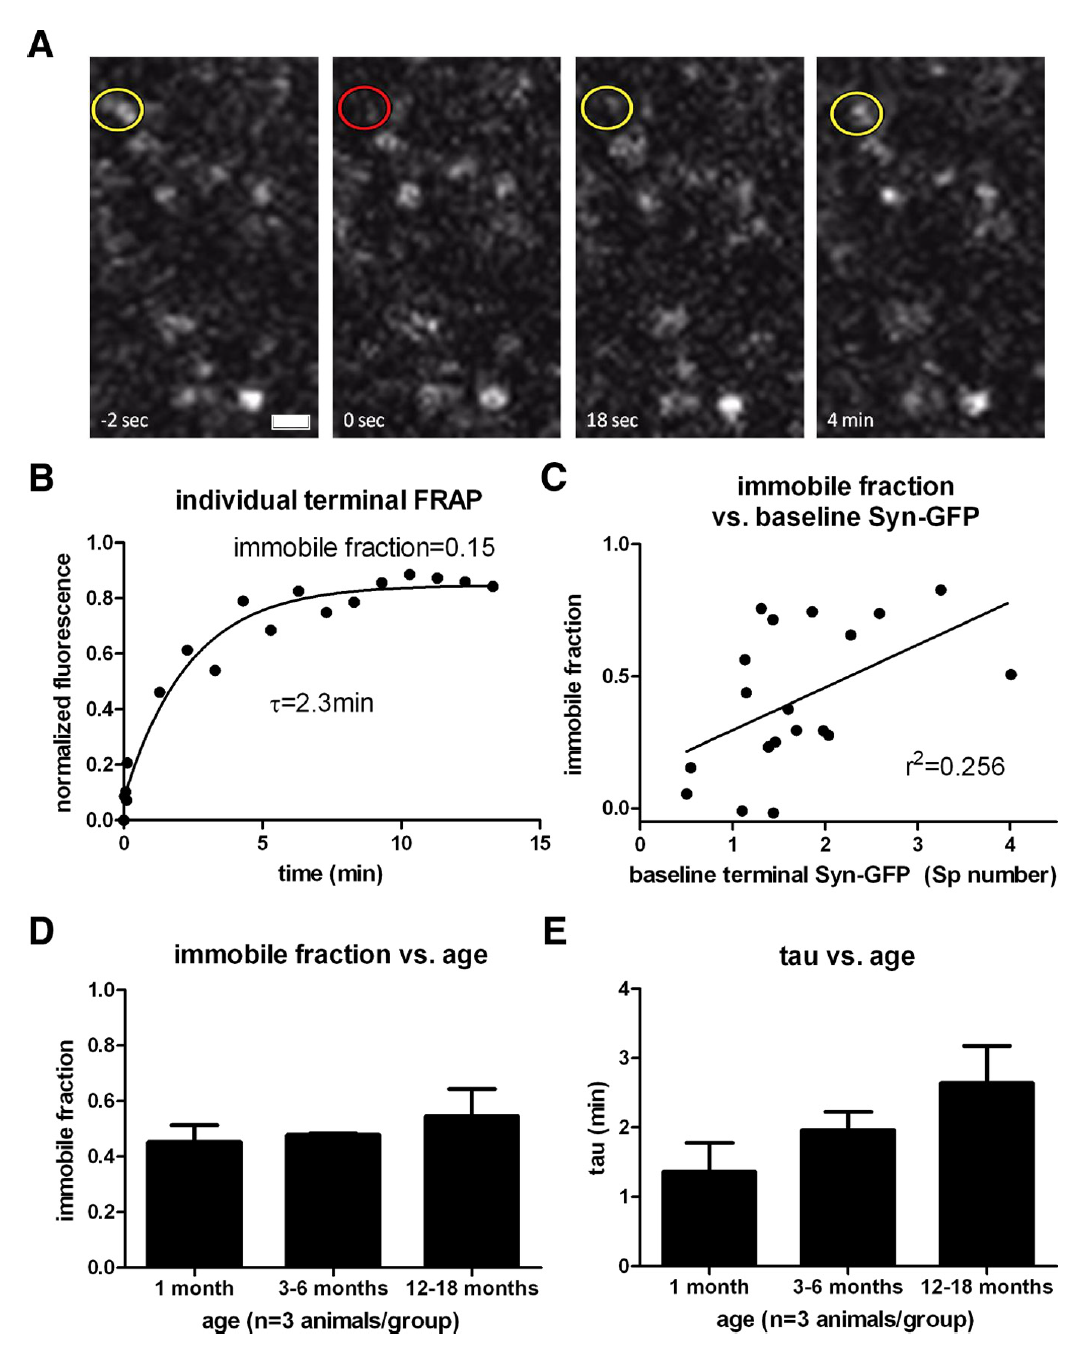 A
-2 sec
0 sec
18 sec
4 min
B
individual terminal FRAP
immobile fraction=0.15
τ=2.3min
normalized fluorescence
1.0
0.8
0.6
0.4
0.2
0.0
0
5
10
15
time (min)
C
immobile fraction
vs. baseline Syn-GFP
immobile fraction
1.0
0.5
0.0
r²=0.256
0
1
2
3
4
baseline terminal Syn-GFP (Sp number)
D
immobile fraction vs. age
immobile fraction
1.0
0.8
0.6
0.4
0.2
0.0
1 month
3-6 months
12-18 months
age (n=3 animals/group)
E
tau vs. age
tau (min)
4
3
2
1
0
1 month
3-6 months
12-18 months
age (n=3 animals/group)